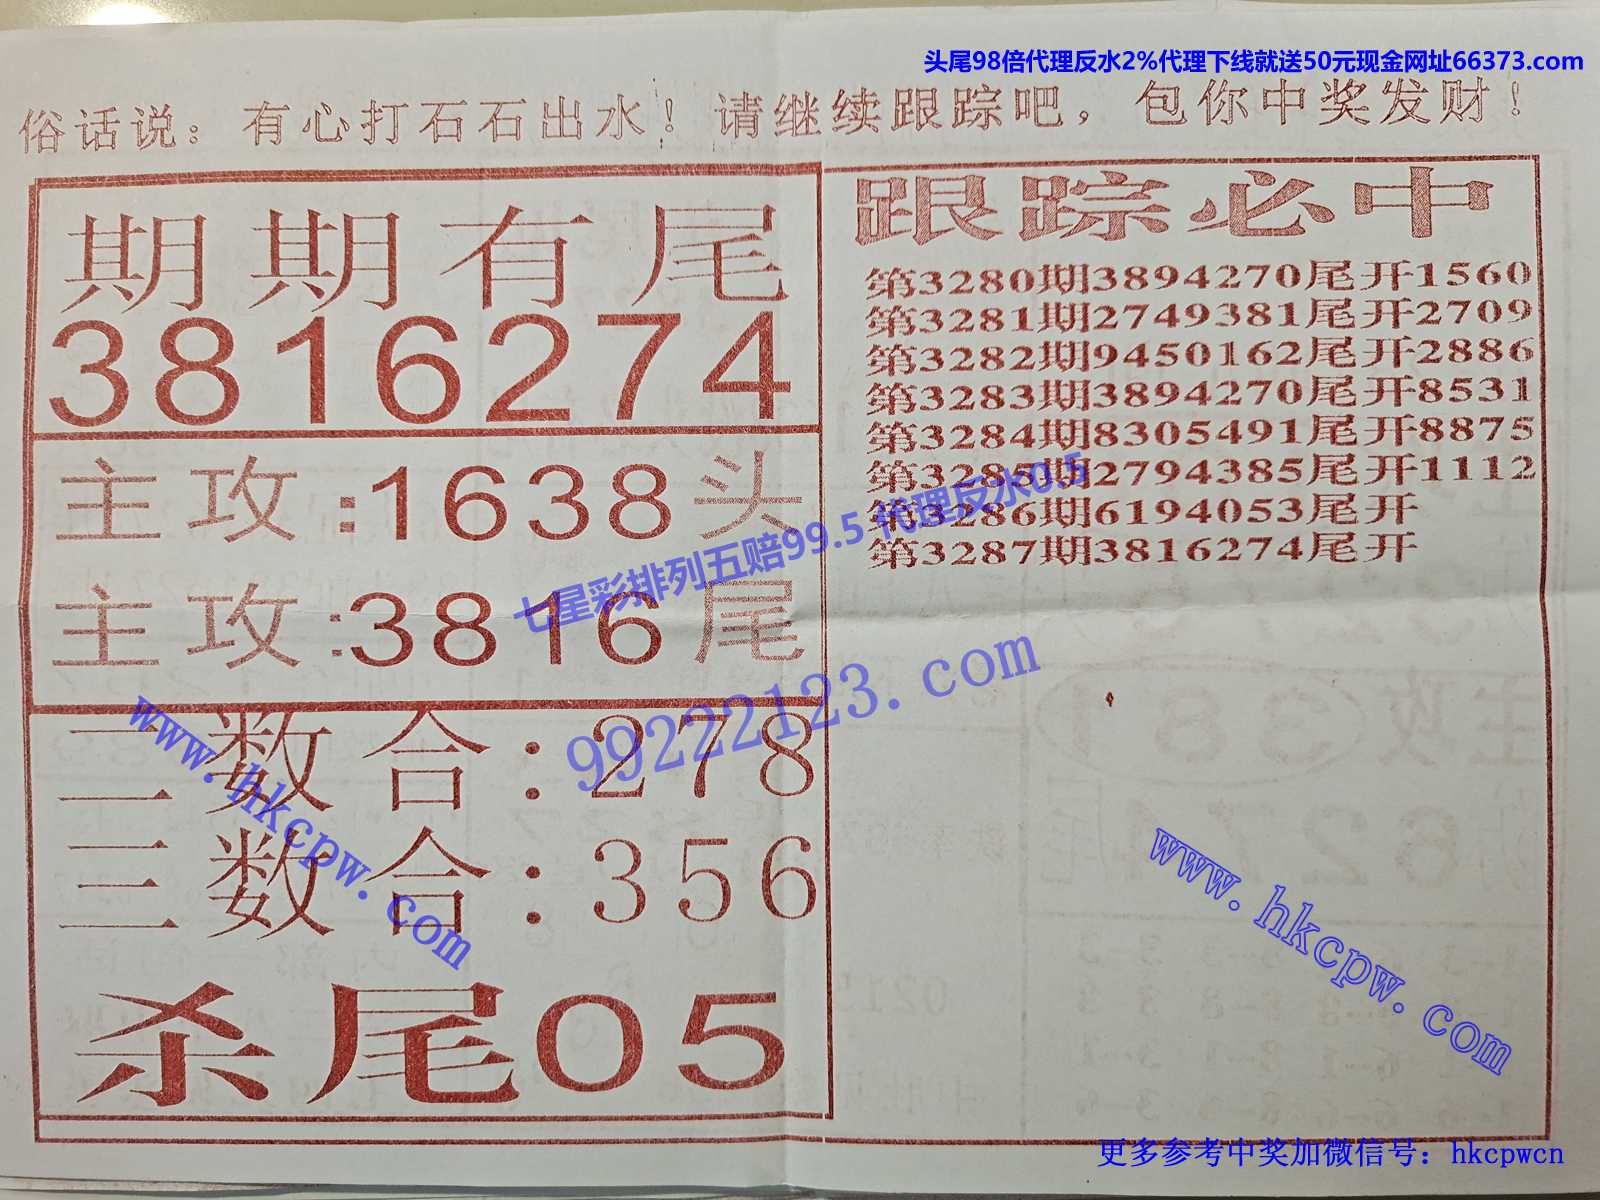 头尾98倍代理反水2%代理下线就送50元现金网址66373.com
俗话说：有心打石石出水！请继续跟踪吧，包你中奖发财！
期期有尾
3816274
主攻:1638头
主攻:3816尾
二数合:278
三数合:356
杀尾05
跟踪必中
第3280期3894270尾开1560
第3281期2749381尾开2709
第3282期9450162尾开2886
第3283期3894270尾开8531
第3284期8305491尾开8875
第3285期2794385尾开1112
第3286期6194053尾开
第3287期3816274尾开
七星彩排列五赔99.5 代理反水0.5
99222123.com
www.hkcpw.com
www.hkcpw.com
更多参考中奖加微信号：hkcpwcn